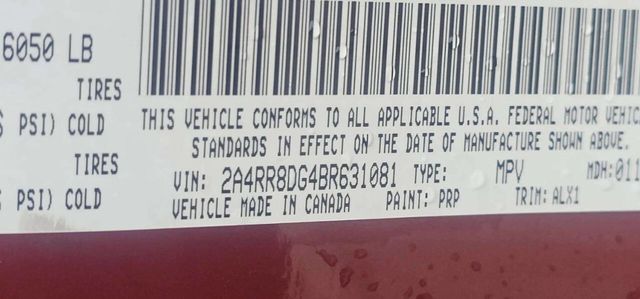 6050 LB
TIRES
PSI) COLD
THIS VEHICLE CONFORMS TO ALL APPLICABLE U.S.A. FEDERAL MOTOR VEHIC
STANDARDS IN EFFECT ON THE DATE OF MANUFACTURE SHOWN ABOVE.
TIRES
VIN: 2A4RR8DG4BR631081 TYPE: MPV MDH:011
PSI) COLD
VEHICLE MADE IN CANADA PAINT: PRP TRIM: ALX1